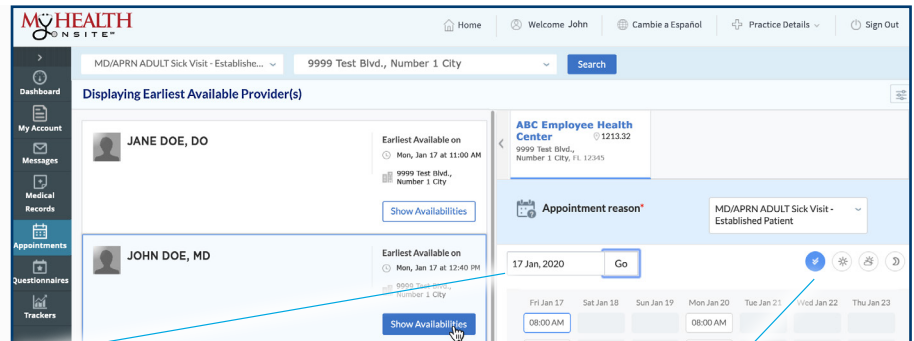 MYHEALTH
ONSITE℠
Home
Welcome John
Cambie a Español
Practice Details
Sign Out
MD/APRN ADULT Sick Visit - Establishe...
9999 Test Blvd., Number 1 City
Search
Dashboard
My Account
Messages
Medical
Records
Appointments
Questionnaires
Trackers
Displaying Earliest Available Provider(s)
JANE DOE, DO
Earliest Available on
Mon, Jan 17 at 11:00 AM
9999 Test Blvd.,
Number 1 City
Show Availabilities
JOHN DOE, MD
Earliest Available on
Mon, Jan 17 at 12:40 PM
9999 Test Blvd.,
Number 1 City
Show Availabilities
ABC Employee Health
Center 1213.32
9999 Test Blvd.,
Number 1 City, FL 12345
Appointment reason*
MD/APRN ADULT Sick Visit -
Established Patient
17 Jan, 2020
Go
Fri Jan 17 Sat Jan 18 Sun Jan 19 Mon Jan 20 Tue Jan 21 Wed Jan 22 Thu Jan 23
08:00 AM 08:00 AM